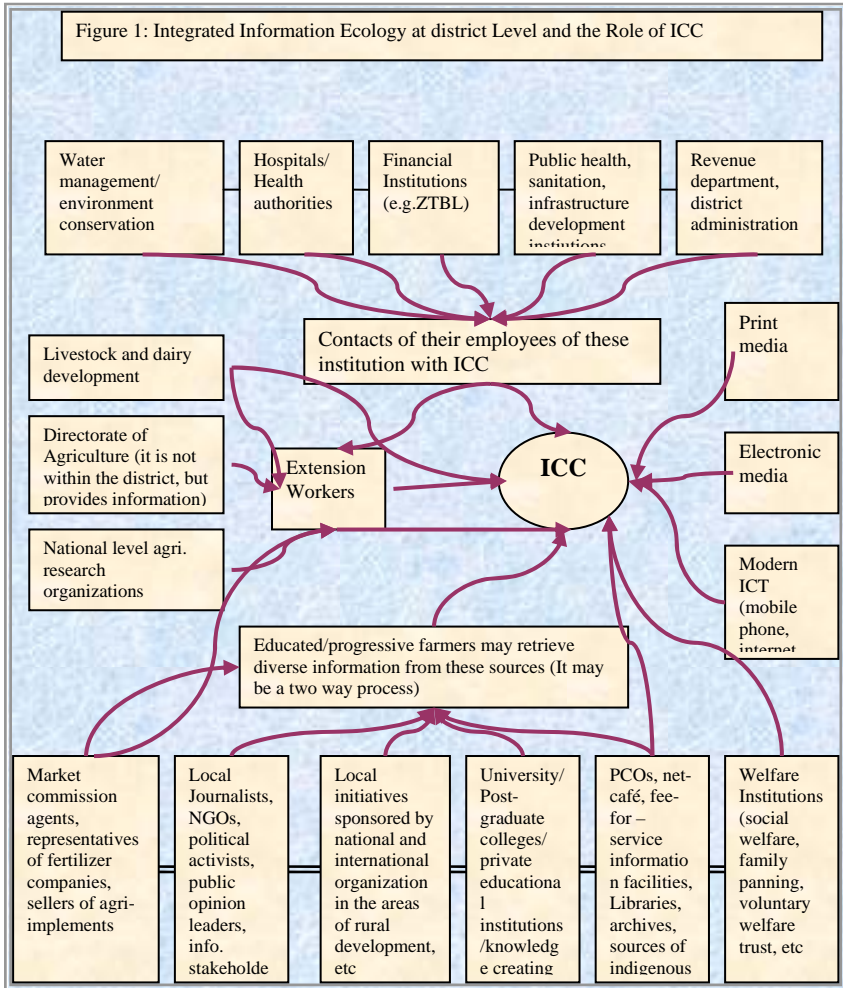 Figure 1: Integrated Information Ecology at district Level and the Role of ICC
Water
management/
environment
conservation
Hospitals/
Health
authorities
Financial
Institutions
(e.g.ZTBL)
Public health,
sanitation,
infrastructure
development
instiutions
Revenue
department,
district
administration
Contacts of their employees of these
institution with ICC
Print
media
Livestock and dairy
development
Directorate of
Agriculture (it is not
within the district, but
provides information)
Extension
Workers
ICC
Electronic
media
National level agri.
research
organizations
Modern
ICT
(mobile
phone,
internet
Educated/progressive farmers may retrieve
diverse information from these sources (It may
be a two way process)
Market
commission
agents,
representatives
of fertilizer
companies,
sellers of agri-
implements
Local
Journalists,
NGOs,
political
activists,
public
opinion
leaders,
info.
stakeholde
Local
initiatives
sponsored by
national and
international
organization
in the areas
of rural
development,
etc
University/
Post-
graduate
colleges/
private
educationa
l
institutions
/knowledg
e creating
PCOs, net-
café, fee-
for –
service
informatio
n facilities,
Libraries,
archives,
sources of
indigenous
Welfare
Institutions
(social
welfare,
family
panning,
voluntary
welfare
trust, etc